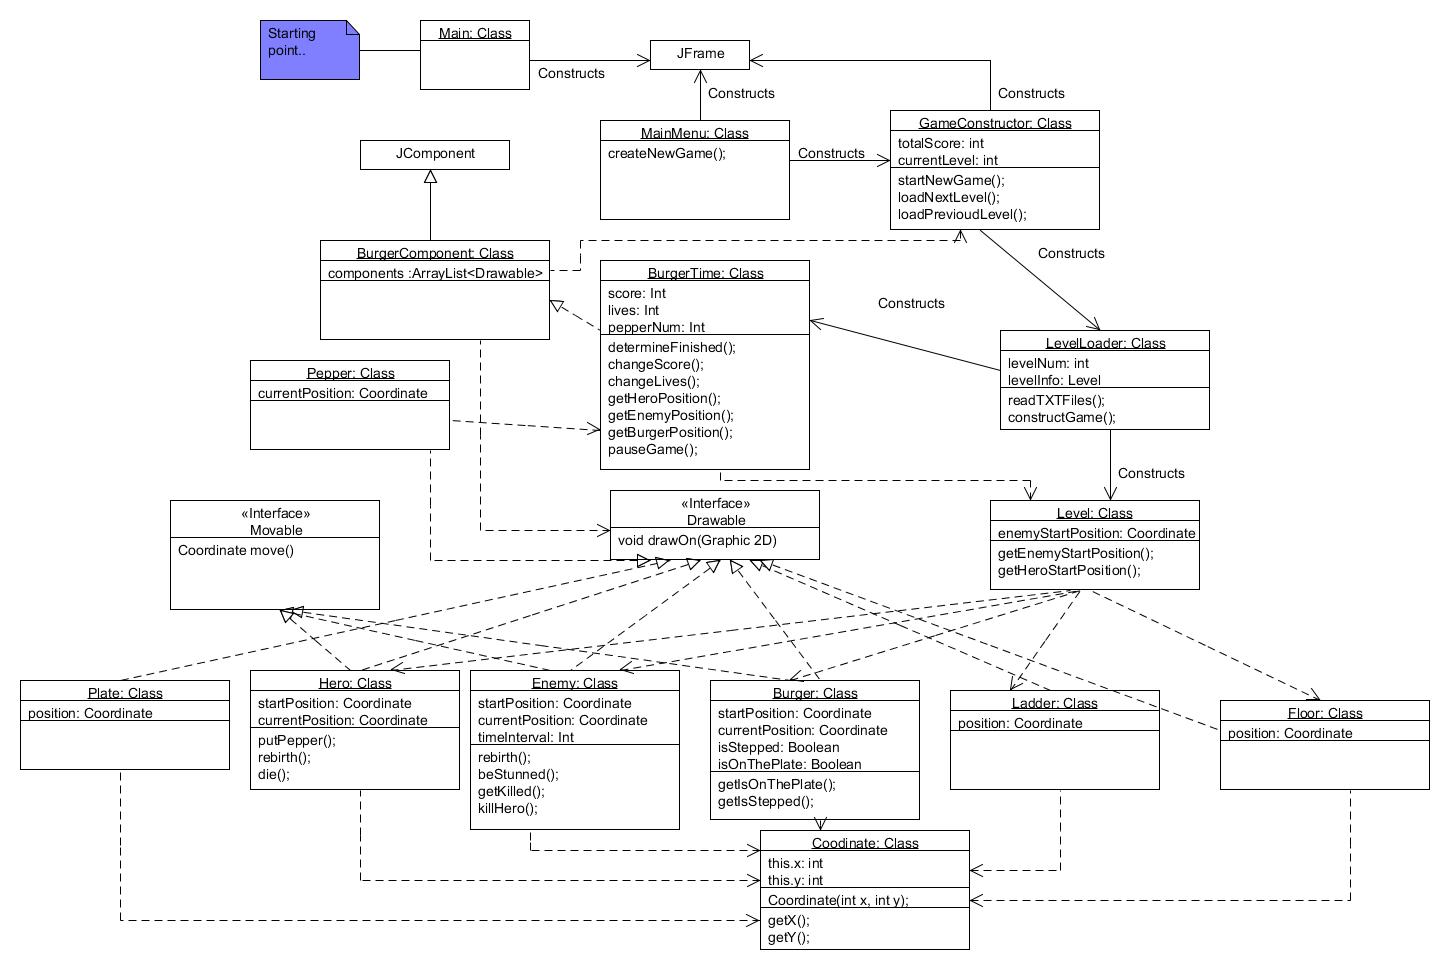 Starting
point..
Main: Class
Constructs
JFrame
Constructs
Constructs
MainMenu: Class
createNewGame();
Constructs
GameConstructor: Class
totalScore: int
currentLevel: int
startNewGame();
loadNextLevel();
loadPrevioudLevel();
JComponent
BurgerComponent: Class
components :ArrayList<Drawable>
Constructs
BurgerTime: Class
score: Int
lives: Int
pepperNum: Int
determineFinished();
changeScore();
changeLives();
getHeroPosition();
getEnemyPosition();
getBurgerPosition();
pauseGame();
Constructs
LevelLoader: Class
levelNum: int
levelInfo: Level
readTXTFiles();
constructGame();
Pepper: Class
currentPosition: Coordinate
Constructs
«Interface»
Movable
Coordinate move()
«Interface»
Drawable
void drawOn(Graphic 2D)
Level: Class
enemyStartPosition: Coordinate
getEnemyStartPosition();
getHeroStartPosition();
Plate: Class
position: Coordinate
Hero: Class
startPosition: Coordinate
currentPosition: Coordinate
putPepper();
rebirth();
die();
Enemy: Class
startPosition: Coordinate
currentPosition: Coordinate
timeInterval: Int
rebirth();
beStunned();
getKilled();
killHero();
Burger: Class
startPosition: Coordinate
currentPosition: Coordinate
isStepped: Boolean
isOnThePlate: Boolean
getIsOnThePlate();
getIsStepped();
Ladder: Class
position: Coordinate
Floor: Class
position: Coordinate
Coodinate: Class
this.x: int
this.y: int
Coordinate(int x, int y);
getX();
getY();